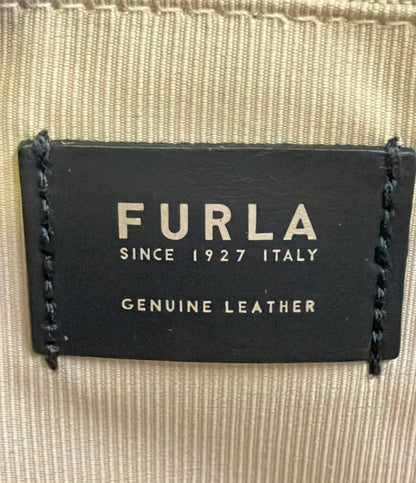 FURLA
SINCE 1927 ITALY
GENUINE LEATHER